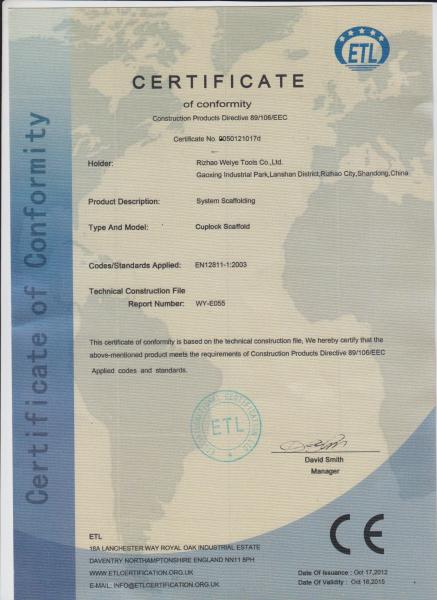 ETL
CERTIFICATE
of conformity
Construction Products Directive 89/106/EEC
Certificate No. 0050121017d
Holder: Rizhao Weiye Tools Co.,Ltd.
Gaoxing Industrial Park,Lanshan District,Rizhao City,Shandong,China
Product Description: System Scaffolding
Type And Model: Cuplock Scaffold
Codes/Standards Applied: EN12811-1:2003
Technical Construction File
Report Number: WY-E055
This certificate of conformity is based on the technical construction file, We hereby certify that the
above-mentioned product meets the requirements of Construction Products Directive 89/106/EEC
Applied codes and standards.
ETL
David Smith
Manager
CE
ETL
18A LANCHESTER WAY ROYAL OAK INDUSTRIAL ESTATE
DAVENTRY NORTHAMPTONSHIRE ENGLAND NN11 8PH
WWW.ETLCERTIFICATION.ORG.UK
E-MAIL: INFO@ETLCERTIFICATION.ORG.UK
Date Of Issuance : Oct 17,2012
Date Of Validity : Oct 16,2015
Certificate of Conformity